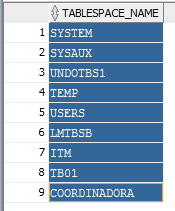 TABLESPACE_NAME
1 SYSTEM
2 SYSAUX
3 UNDOTBS1
4 TEMP
5 USERS
6 LMTBSB
7 ITM
8 TB01
9 COORDINADORA